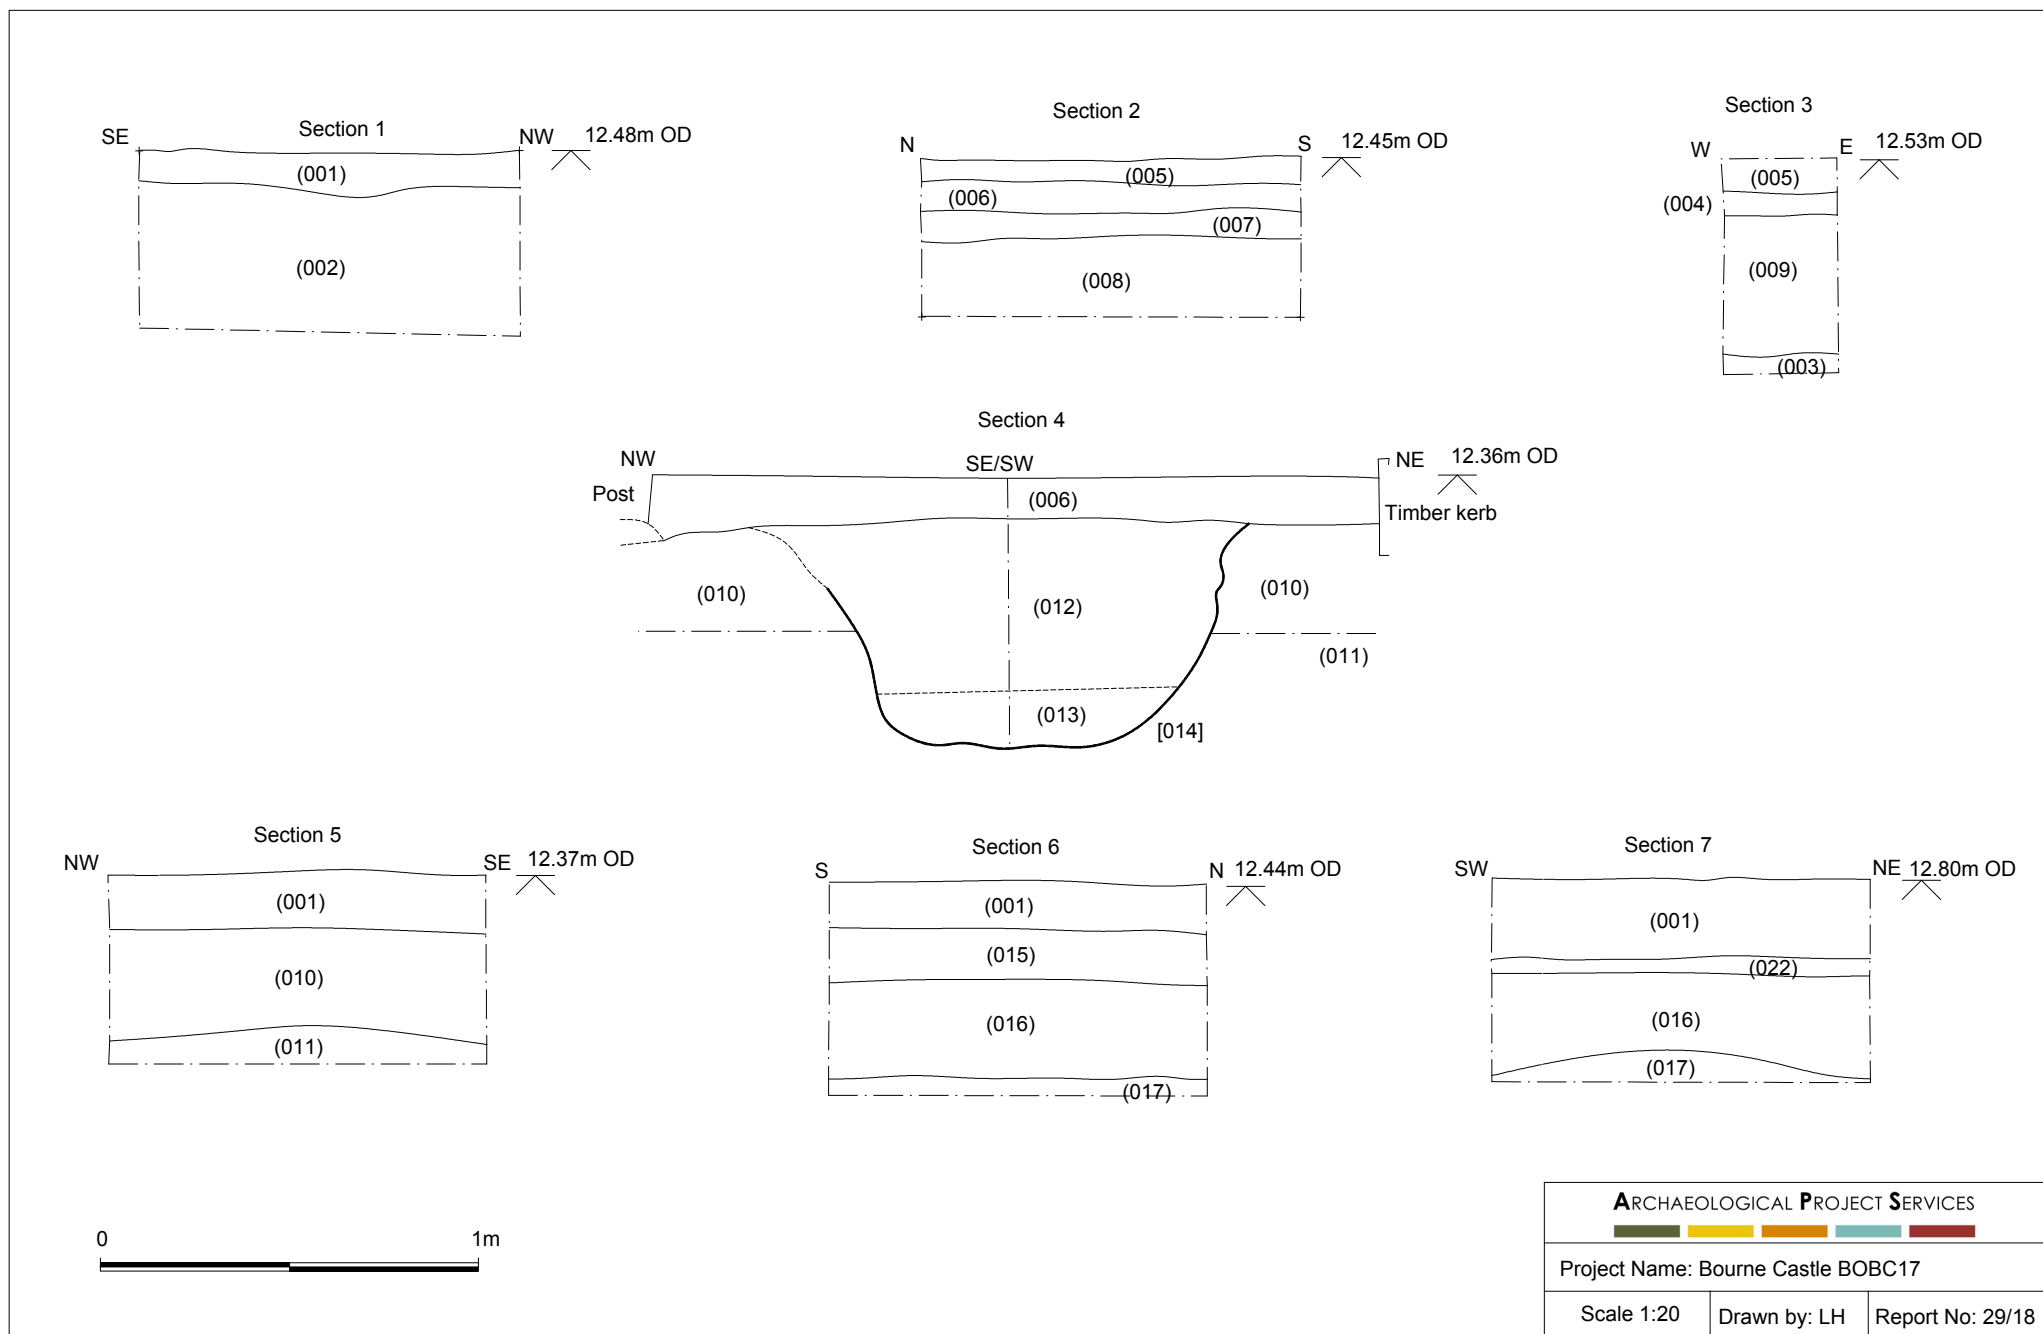 Section 1
SE
NW
12.48m OD
(001)
(002)
Section 2
N
S
12.45m OD
(005)
(006)
(007)
(008)
Section 3
W
E
12.53m OD
(005)
(004)
(009)
(003)
Section 4
NW
SE/SW
NE
12.36m OD
Post
(006)
Timber kerb
(010)
(012)
(010)
(011)
(013)
[014]
Section 5
NW
SE
12.37m OD
(001)
(010)
(011)
Section 6
S
N
12.44m OD
(001)
(015)
(016)
(017)
Section 7
SW
NE
12.80m OD
(001)
(022)
(016)
(017)
0
1m
ARCHAEOLOGICAL PROJECT SERVICES
Project Name: Bourne Castle BOBC17
Scale 1:20
Drawn by: LH
Report No: 29/18